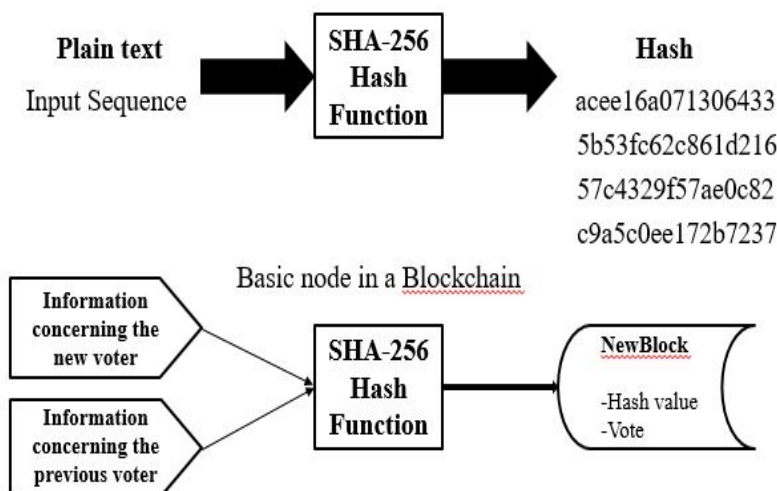 Plain text
Input Sequence
SHA-256
Hash
Function
Hash
acee16a071306433
5b53fc62c861d216
57c4329f57ae0c82
c9a5c0ee172b7237
Basic node in a Blockchain
Information
concerning the
new voter
Information
concerning the
previous voter
SHA-256
Hash
Function
NewBlock
-Hash value
-Vote